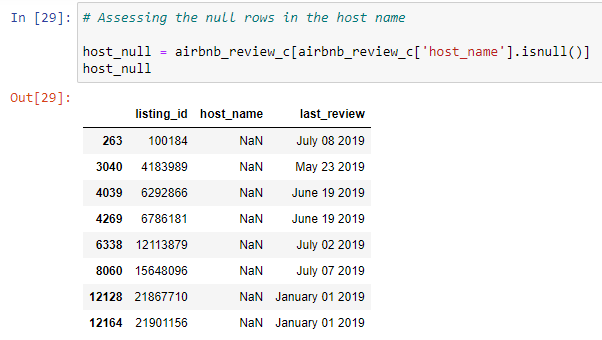 In [29]: # Assessing the null rows in the host name
host_null = airbnb_review_c[airbnb_review_c['host_name'].isnull()]
host_null
Out[29]:
listing_id host_name last_review
263 100184 NaN July 08 2019
3040 4183989 NaN May 23 2019
4039 6292866 NaN June 19 2019
4269 6786181 NaN June 19 2019
6338 12113879 NaN July 02 2019
8060 15648096 NaN July 07 2019
12128 21867710 NaN January 01 2019
12164 21901156 NaN January 01 2019